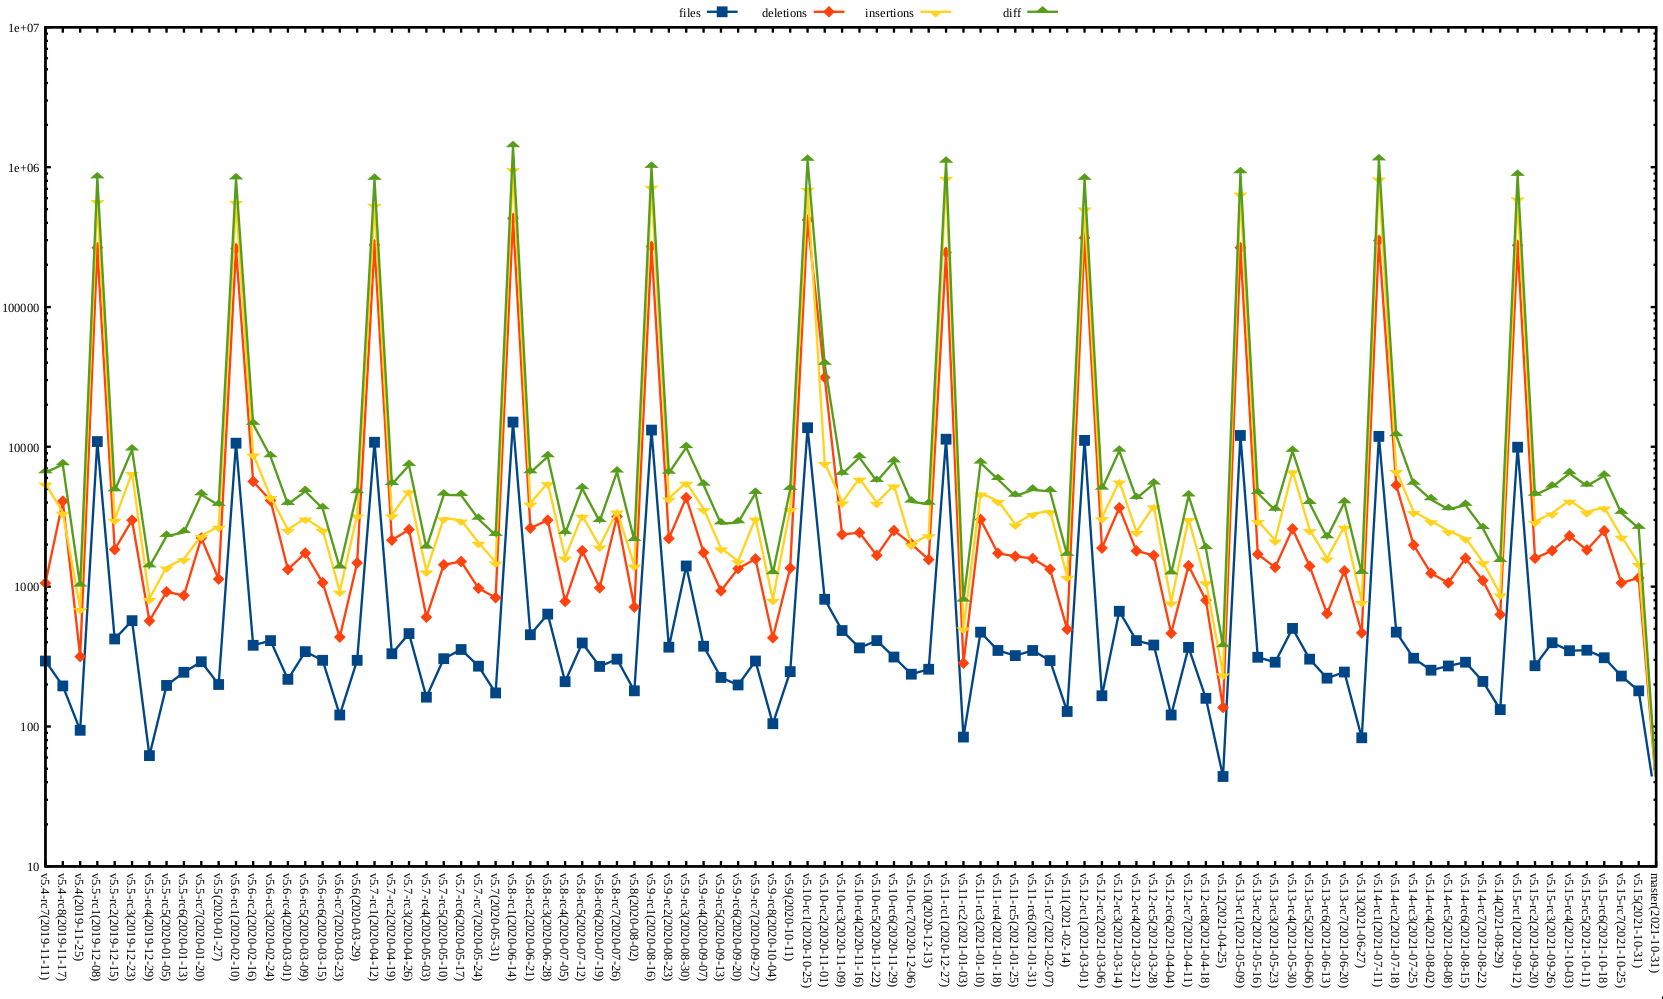 files
deletions
insertions
diff
1e+07
1e+06
100000
10000
1000
100
10
v5.4-rc7(2019-11-11)
v5.4-rc8(2019-11-17)
v5.4(2019-11-25)
v5.5-rc1(2019-12-08)
v5.5-rc2(2019-12-15)
v5.5-rc3(2019-12-23)
v5.5-rc4(2019-12-29)
v5.5-rc5(2020-01-05)
v5.5-rc6(2020-01-13)
v5.5-rc7(2020-01-20)
v5.5(2020-01-27)
v5.6-rc1(2020-02-10)
v5.6-rc2(2020-02-16)
v5.6-rc3(2020-02-24)
v5.6-rc4(2020-03-01)
v5.6-rc5(2020-03-09)
v5.6-rc6(2020-03-15)
v5.6-rc7(2020-03-23)
v5.6(2020-03-29)
v5.7-rc1(2020-04-12)
v5.7-rc2(2020-04-19)
v5.7-rc3(2020-04-26)
v5.7-rc4(2020-05-03)
v5.7-rc5(2020-05-10)
v5.7-rc6(2020-05-17)
v5.7-rc7(2020-05-24)
v5.7(2020-05-31)
v5.8-rc1(2020-06-14)
v5.8-rc2(2020-06-21)
v5.8-rc3(2020-06-28)
v5.8-rc4(2020-07-05)
v5.8-rc5(2020-07-12)
v5.8-rc6(2020-07-19)
v5.8-rc7(2020-07-26)
v5.8(2020-08-02)
v5.9-rc1(2020-08-16)
v5.9-rc2(2020-08-23)
v5.9-rc3(2020-08-30)
v5.9-rc4(2020-09-07)
v5.9-rc5(2020-09-13)
v5.9-rc6(2020-09-20)
v5.9-rc7(2020-09-27)
v5.9-rc8(2020-10-04)
v5.9(2020-10-11)
v5.10-rc1(2020-10-25)
v5.10-rc2(2020-11-01)
v5.10-rc3(2020-11-09)
v5.10-rc4(2020-11-16)
v5.10-rc5(2020-11-22)
v5.10-rc6(2020-11-29)
v5.10-rc7(2020-12-06)
v5.10(2020-12-13)
v5.11-rc1(2020-12-27)
v5.11-rc2(2021-01-03)
v5.11-rc3(2021-01-10)
v5.11-rc4(2021-01-18)
v5.11-rc5(2021-01-25)
v5.11-rc6(2021-01-31)
v5.11-rc7(2021-02-07)
v5.11(2021-02-14)
v5.12-rc1(2021-03-01)
v5.12-rc2(2021-03-06)
v5.12-rc3(2021-03-14)
v5.12-rc4(2021-03-21)
v5.12-rc5(2021-03-28)
v5.12-rc6(2021-04-04)
v5.12-rc7(2021-04-11)
v5.12-rc8(2021-04-18)
v5.12(2021-04-25)
v5.13-rc1(2021-05-09)
v5.13-rc2(2021-05-16)
v5.13-rc3(2021-05-23)
v5.13-rc4(2021-05-30)
v5.13-rc5(2021-06-06)
v5.13-rc6(2021-06-13)
v5.13-rc7(2021-06-20)
v5.13(2021-06-27)
v5.14-rc1(2021-07-11)
v5.14-rc2(2021-07-18)
v5.14-rc3(2021-07-25)
v5.14-rc4(2021-08-02)
v5.14-rc5(2021-08-08)
v5.14-rc6(2021-08-15)
v5.14-rc7(2021-08-22)
v5.14(2021-08-29)
v5.15-rc1(2021-09-12)
v5.15-rc2(2021-09-20)
v5.15-rc3(2021-09-26)
v5.15-rc4(2021-10-03)
v5.15-rc5(2021-10-11)
v5.15-rc6(2021-10-18)
v5.15-rc7(2021-10-25)
v5.15(2021-10-31)
master(2021-10-31)